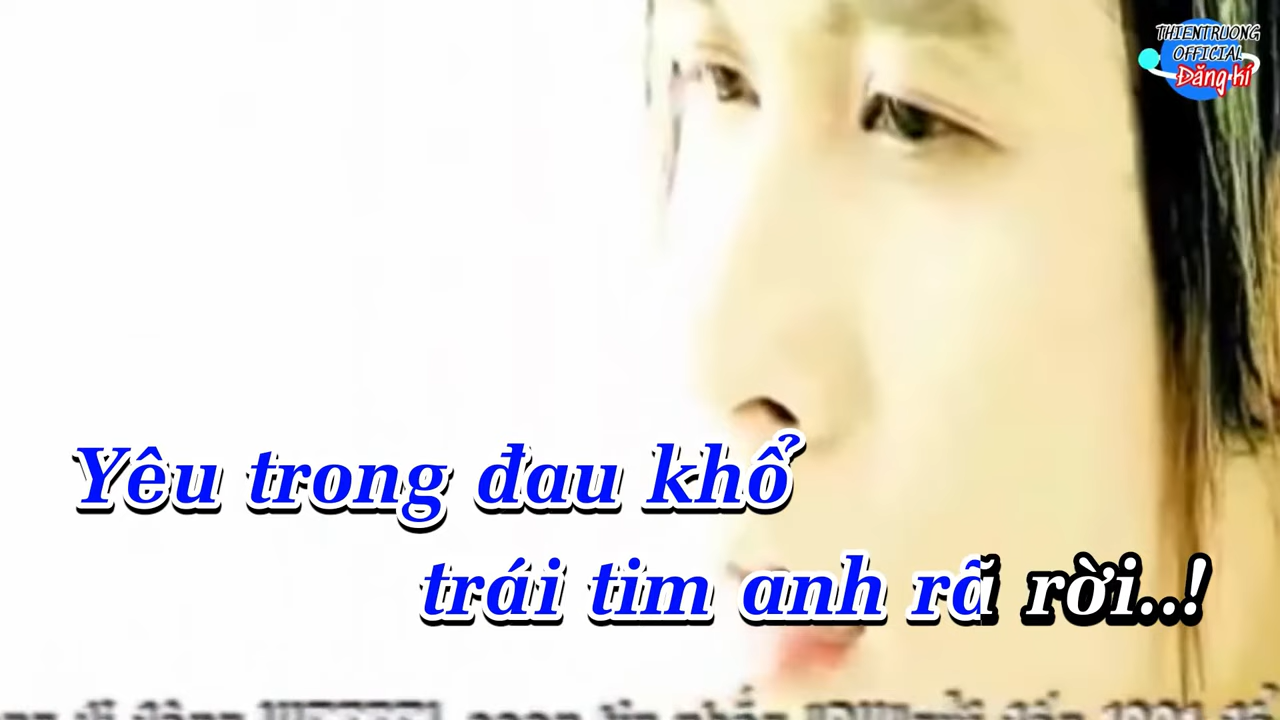 THIENTRUONG
OFFICIAL
Đăng kí
Yêu trong đau khổ
trái tim anh rã rời..!